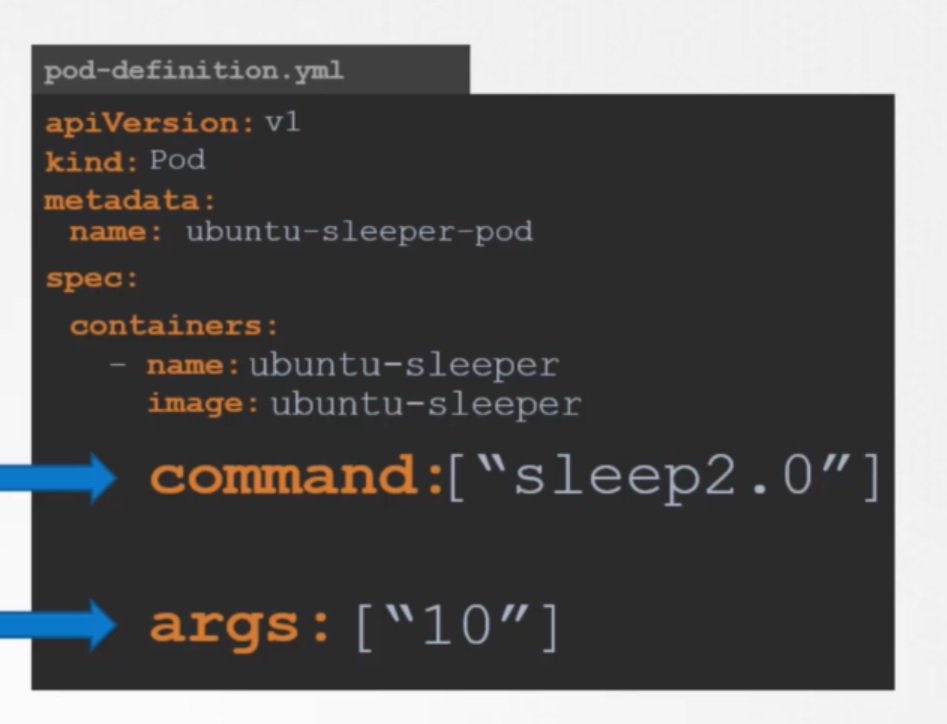 pod-definition.yml
apiVersion: v1
kind: Pod
metadata:
name: ubuntu-sleeper-pod
spec:
containers:
- name: ubuntu-sleeper
image: ubuntu-sleeper
command:[“sleep2.0”]
args: [“10”]